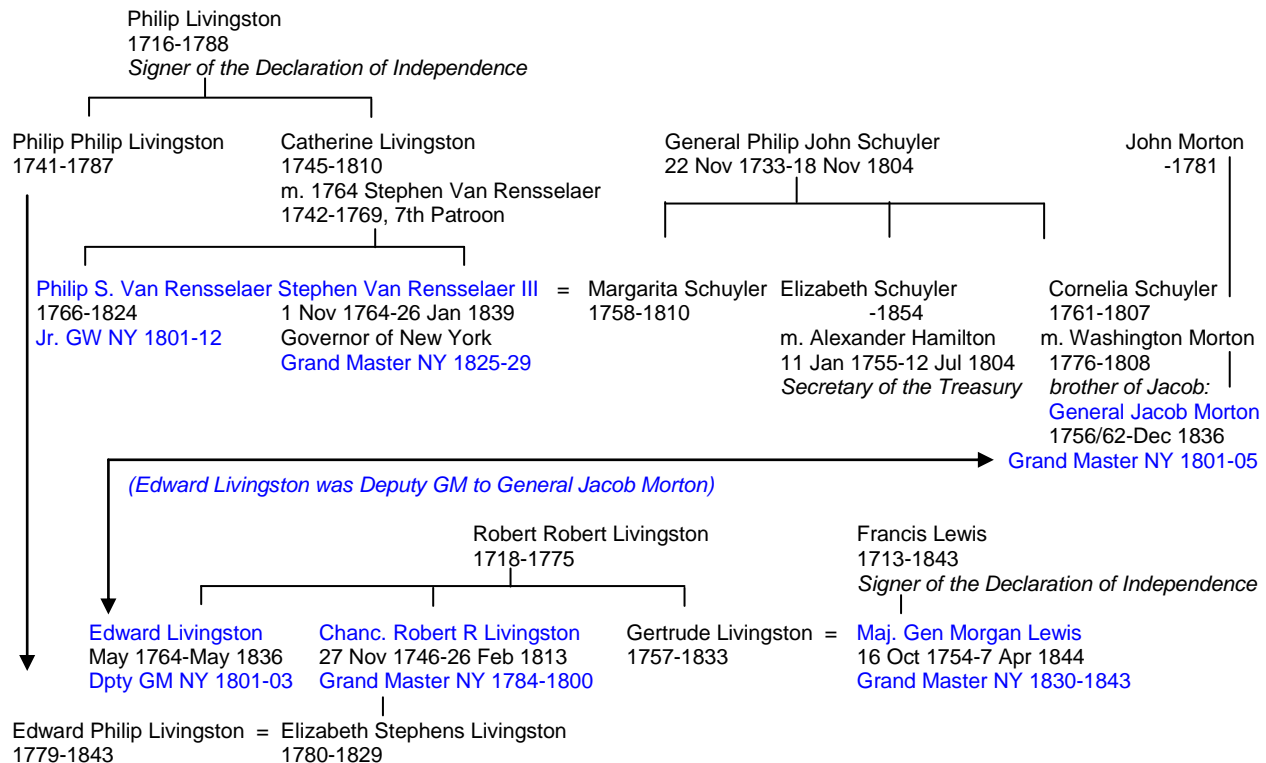 Philip Livingston
1716-1788
Signer of the Declaration of Independence
Philip Philip Livingston
1741-1787
Catherine Livingston
1745-1810
m. 1764 Stephen Van Rensselaer
1742-1769, 7th Patroon
General Philip John Schuyler
22 Nov 1733-18 Nov 1804
John Morton
-1781
Philip S. Van Rensselaer
1766-1824
Jr. GW NY 1801-12
Stephen Van Rensselaer III
1 Nov 1764-26 Jan 1839
Governor of New York
Grand Master NY 1825-29
=
Margarita Schuyler
1758-1810
Elizabeth Schuyler
-1854
m. Alexander Hamilton
11 Jan 1755-12 Jul 1804
Secretary of the Treasury
Cornelia Schuyler
1761-1807
m. Washington Morton
1776-1808
brother of Jacob:
General Jacob Morton
1756/62-Dec 1836
Grand Master NY 1801-05
(Edward Livingston was Deputy GM to General Jacob Morton)
Robert Robert Livingston
1718-1775
Francis Lewis
1713-1843
Signer of the Declaration of Independence
Edward Livingston
May 1764-May 1836
Dpty GM NY 1801-03
Chanc. Robert R Livingston
27 Nov 1746-26 Feb 1813
Grand Master NY 1784-1800
Gertrude Livingston
1757-1833
=
Maj. Gen Morgan Lewis
16 Oct 1754-7 Apr 1844
Grand Master NY 1830-1843
Edward Philip Livingston
1779-1843
=
Elizabeth Stephens Livingston
1780-1829